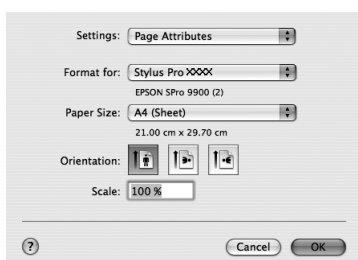 Settings: Page Attributes
Format for: Stylus Pro XXXX
EPSON SPro 9900 (2)
Paper Size: A4 (Sheet)
21.00 cm x 29.70 cm
Orientation:
Scale: 100 %
? Cancel OK